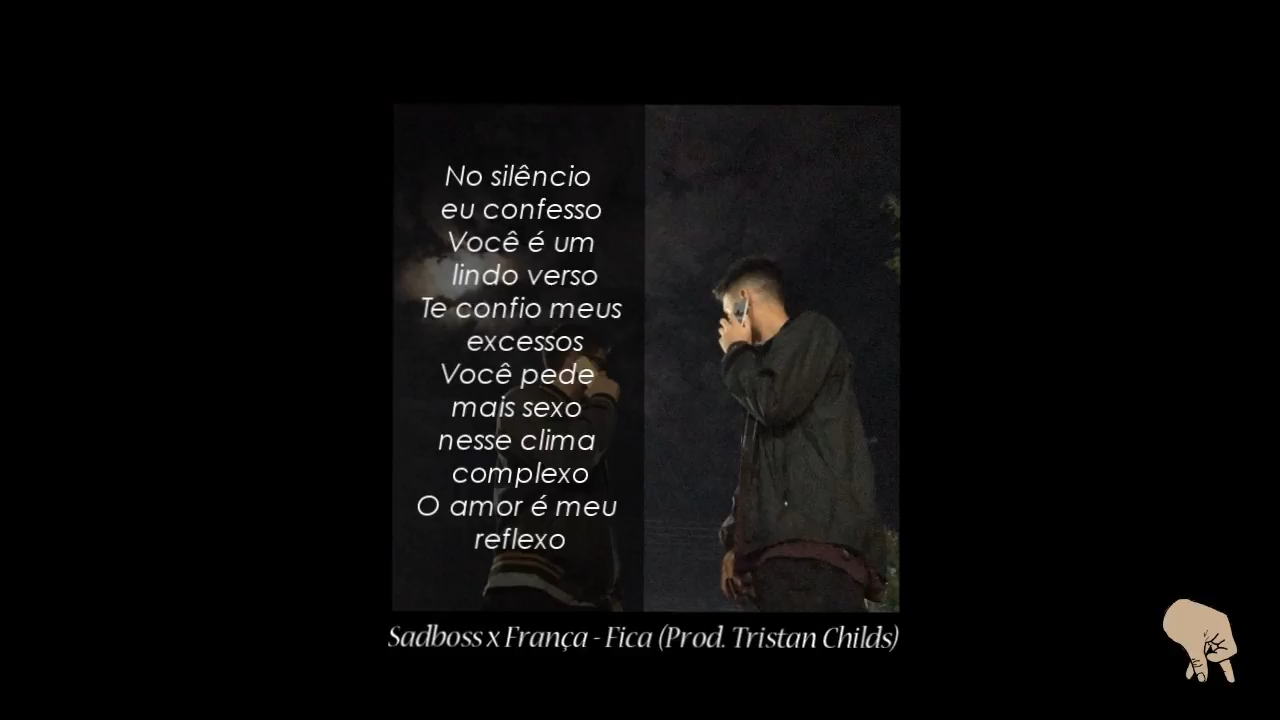 No silêncio
eu confesso
Você é um
lindo verso
Te confio meus
excessos
Você pede
mais sexo
nesse clima
complexo
O amor é meu
reflexo
Sadboss x França - Fica (Prod. Tristan Childs)